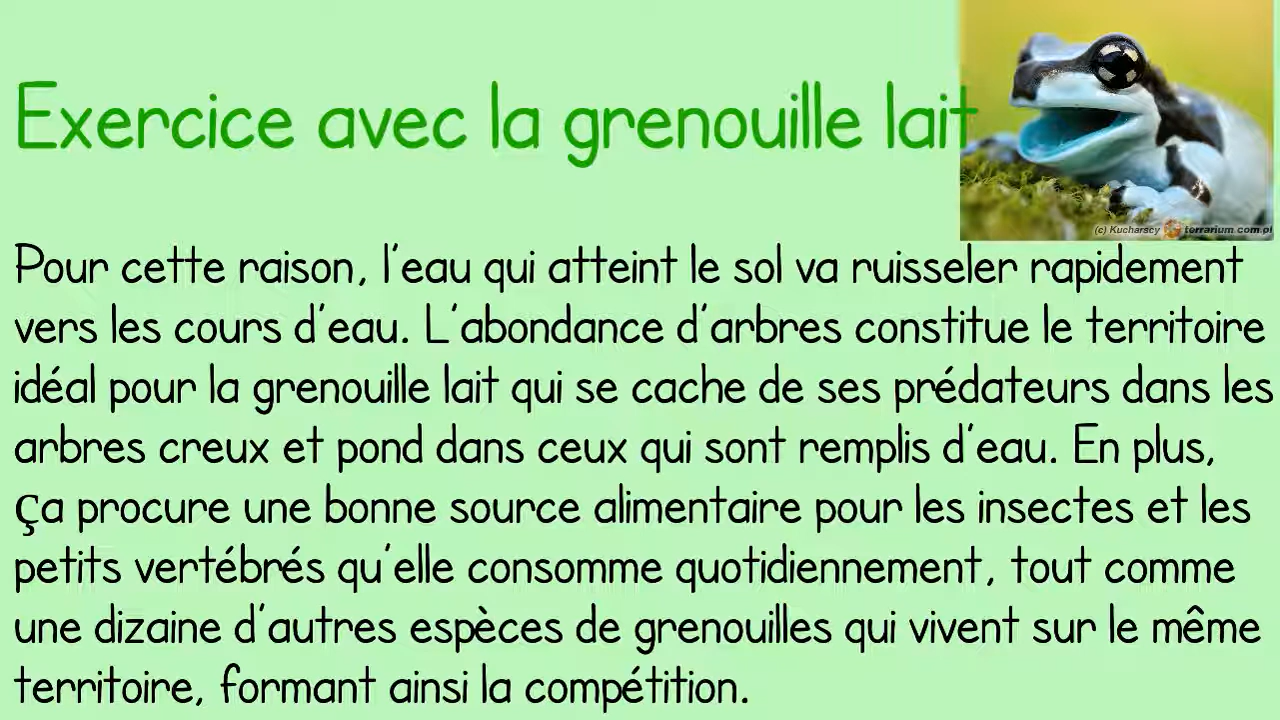 Exercice avec la grenouille lait
(c) Kucharscy terrarium.com.pl
Pour cette raison, l'eau qui atteint le sol va ruisseler rapidement
vers les cours d'eau. L'abondance d'arbres constitue le territoire
idéal pour la grenouille lait qui se cache de ses prédateurs dans les
arbres creux et pond dans ceux qui sont remplis d'eau. En plus,
ça procure une bonne source alimentaire pour les insectes et les
petits vertébrés qu'elle consomme quotidiennement, tout comme
une dizaine d'autres espèces de grenouilles qui vivent sur le même
territoire, formant ainsi la compétition.